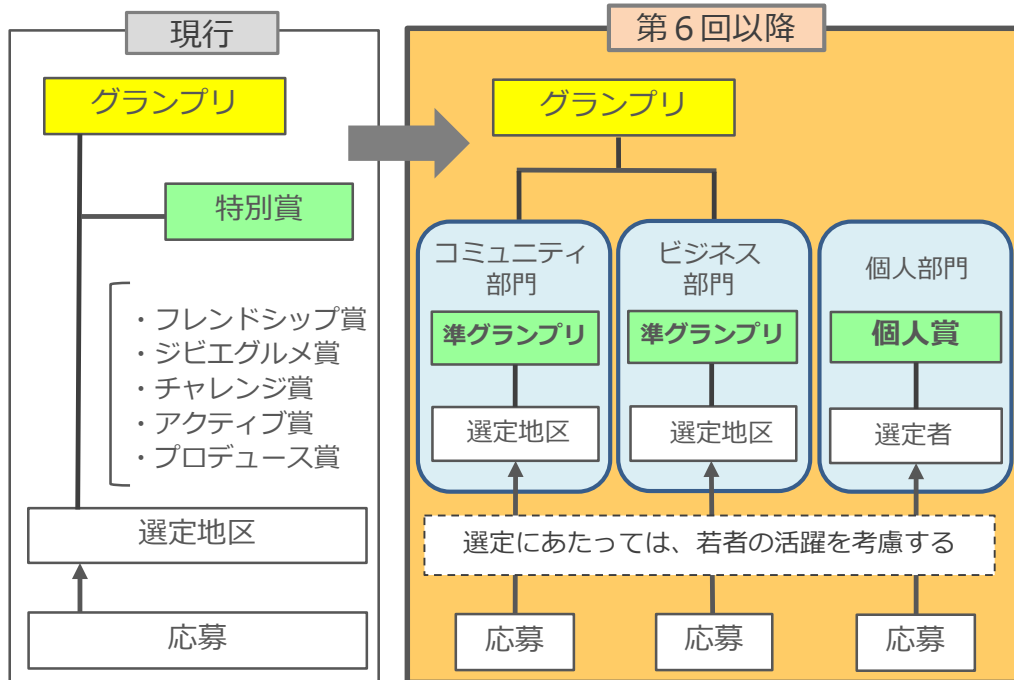 現行
グランプリ
特別賞
・フレンドシップ賞
・ジビエグルメ賞
・チャレンジ賞
・アクティブ賞
・プロデュース賞
選定地区
応募
第６回以降
グランプリ
コミュニティ
部門
準グランプリ
選定地区
ビジネス
部門
準グランプリ
選定地区
個人部門
個人賞
選定者
選定にあたっては、若者の活躍を考慮する
応募
応募
応募